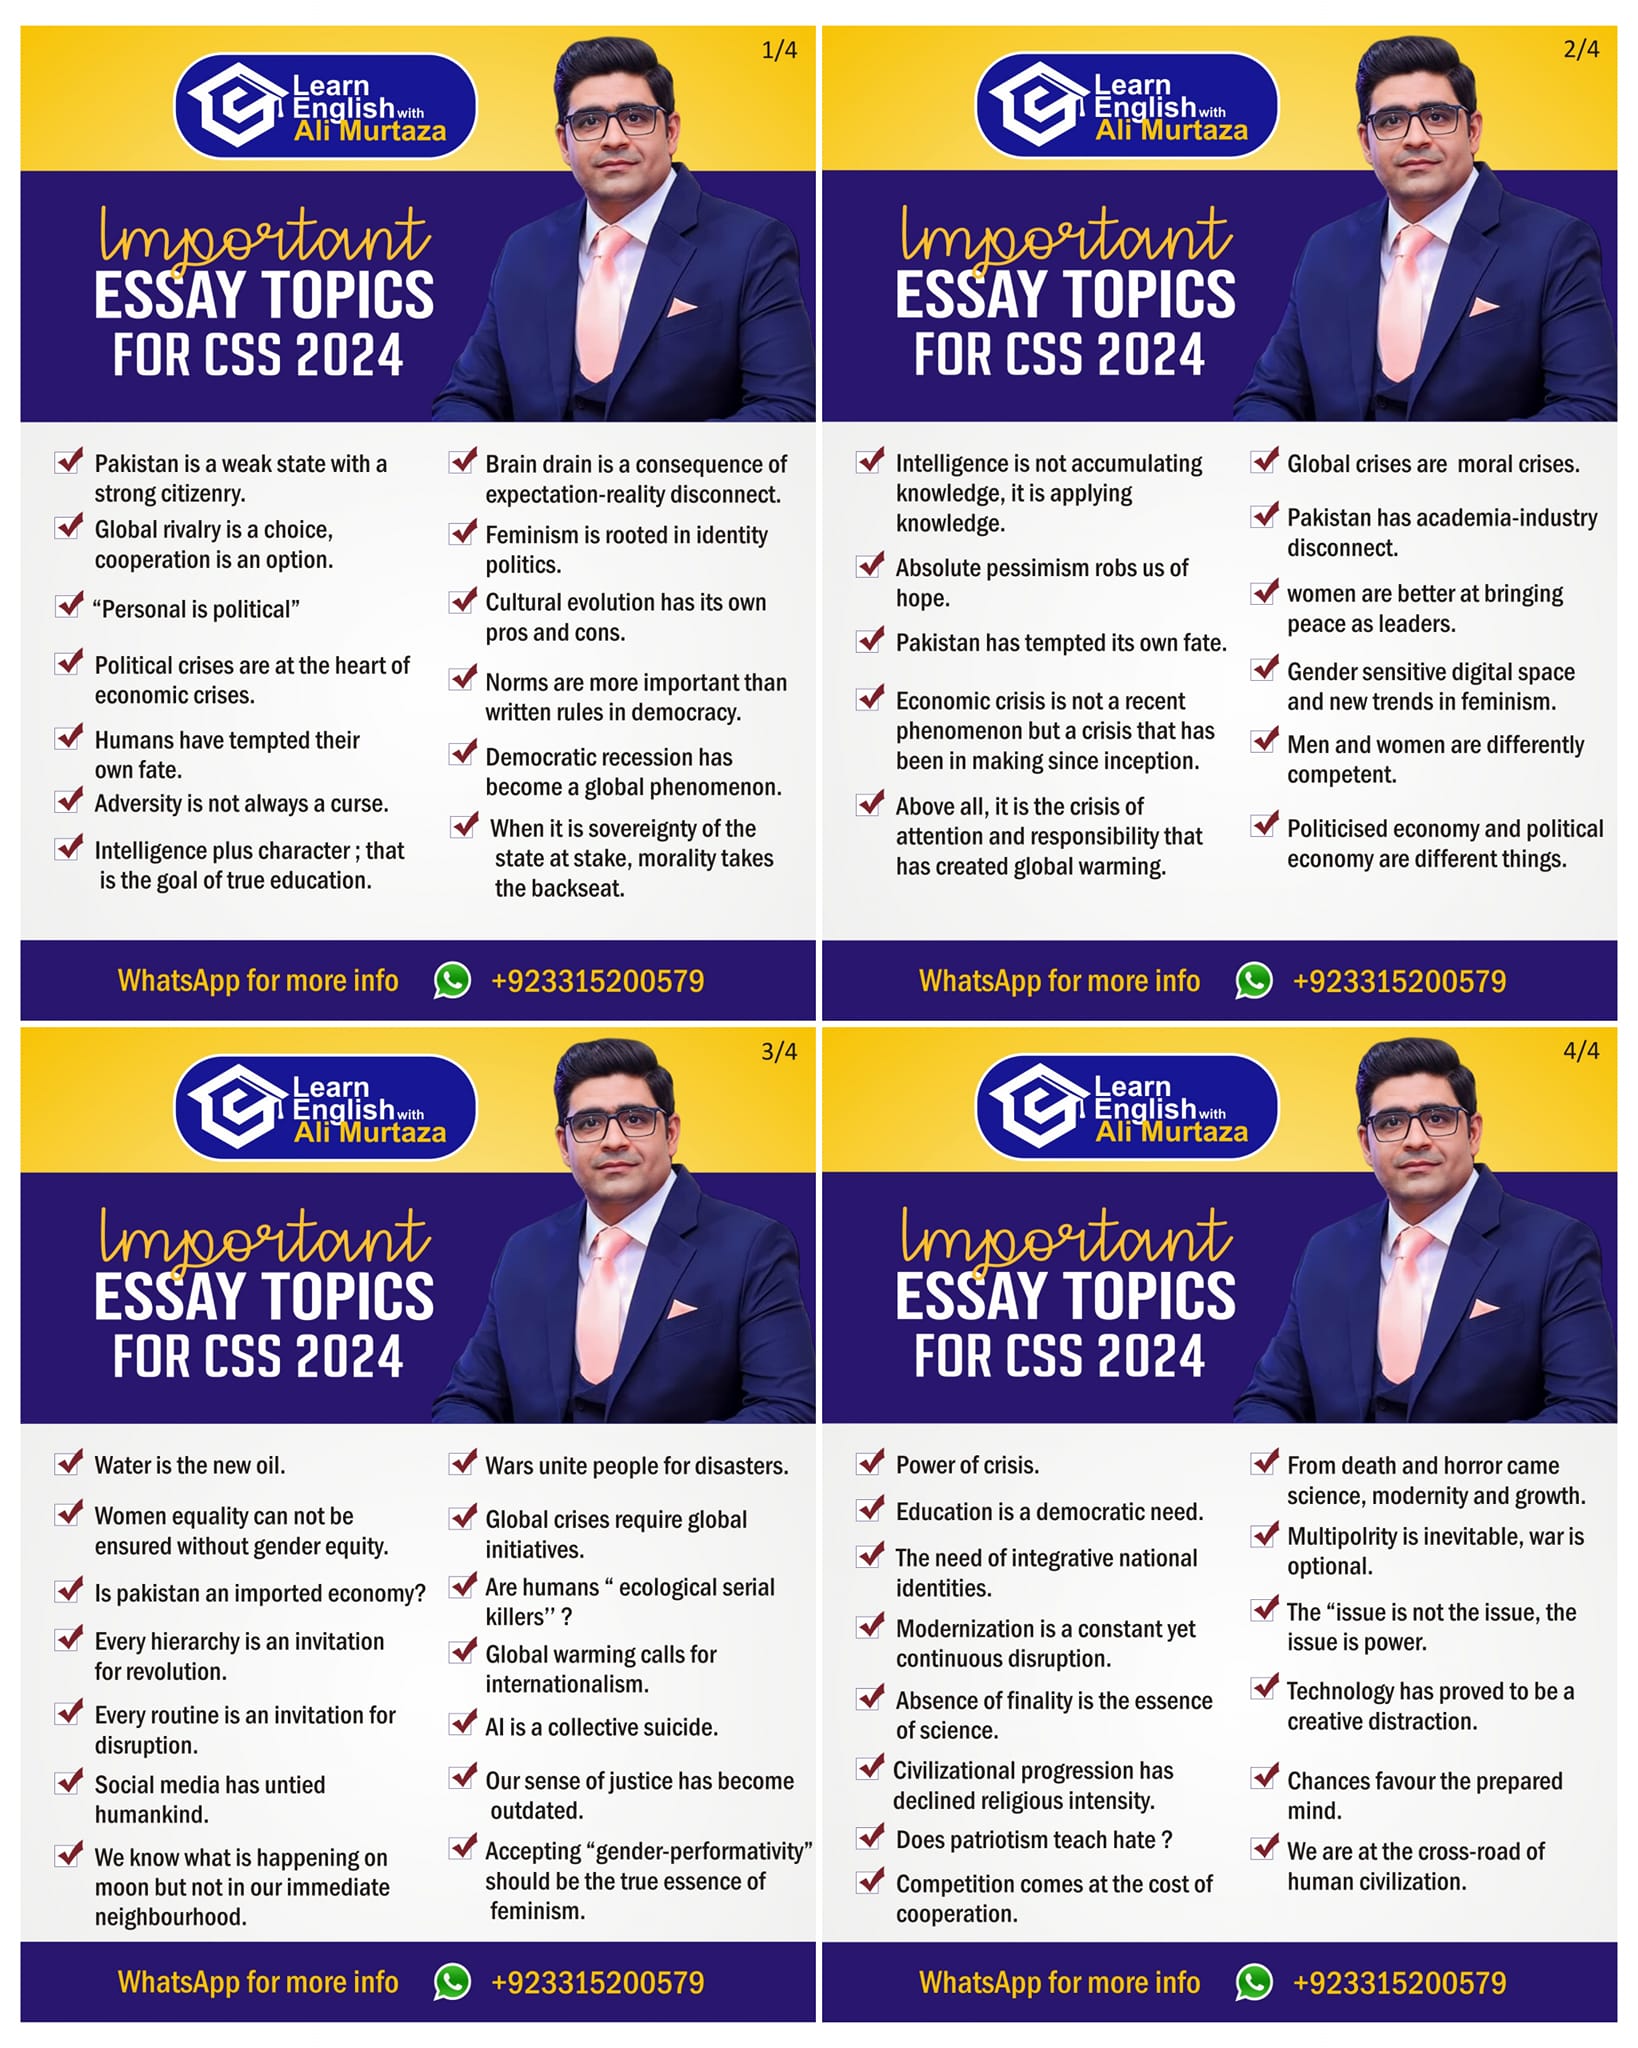 1/4
Learn
English with
Ali Murtaza
Important
ESSAY TOPICS
FOR CSS 2024
Pakistan is a weak state with a
strong citizenry.
Global rivalry is a choice,
cooperation is an option.
“Personal is political”
Political crises are at the heart of
economic crises.
Humans have tempted their
own fate.
Adversity is not always a curse.
Intelligence plus character ; that
is the goal of true education.
Brain drain is a consequence of
expectation-reality disconnect.
Feminism is rooted in identity
politics.
Cultural evolution has its own
pros and cons.
Norms are more important than
written rules in democracy.
Democratic recession has
become a global phenomenon.
When it is sovereignty of the
state at stake, morality takes
the backseat.
WhatsApp for more info +923315200579
2/4
Learn
English with
Ali Murtaza
Important
ESSAY TOPICS
FOR CSS 2024
Intelligence is not accumulating
knowledge, it is applying
knowledge.
Absolute pessimism robs us of
hope.
Pakistan has tempted its own fate.
Economic crisis is not a recent
phenomenon but a crisis that has
been in making since inception.
Above all, it is the crisis of
attention and responsibility that
has created global warming.
Global crises are moral crises.
Pakistan has academia-industry
disconnect.
women are better at bringing
peace as leaders.
Gender sensitive digital space
and new trends in feminism.
Men and women are differently
competent.
Politicised economy and political
economy are different things.
WhatsApp for more info +923315200579
3/4
Learn
English with
Ali Murtaza
Important
ESSAY TOPICS
FOR CSS 2024
Water is the new oil.
Women equality can not be
ensured without gender equity.
Is pakistan an imported economy?
Every hierarchy is an invitation
for revolution.
Every routine is an invitation for
disruption.
Social media has untied
humankind.
We know what is happening on
moon but not in our immediate
neighbourhood.
Wars unite people for disasters.
Global crises require global
initiatives.
Are humans “ ecological serial
killers’’ ?
Global warming calls for
internationalism.
AI is a collective suicide.
Our sense of justice has become
outdated.
Accepting “gender-performativity”
should be the true essence of
feminism.
WhatsApp for more info +923315200579
4/4
Learn
English with
Ali Murtaza
Important
ESSAY TOPICS
FOR CSS 2024
Power of crisis.
Education is a democratic need.
The need of integrative national
identities.
Modernization is a constant yet
continuous disruption.
Absence of finality is the essence
of science.
Civilizational progression has
declined religious intensity.
Does patriotism teach hate ?
Competition comes at the cost of
cooperation.
From death and horror came
science, modernity and growth.
Multipolrity is inevitable, war is
optional.
The “issue is not the issue, the
issue is power.
Technology has proved to be a
creative distraction.
Chances favour the prepared
mind.
We are at the cross-road of
human civilization.
WhatsApp for more info +923315200579